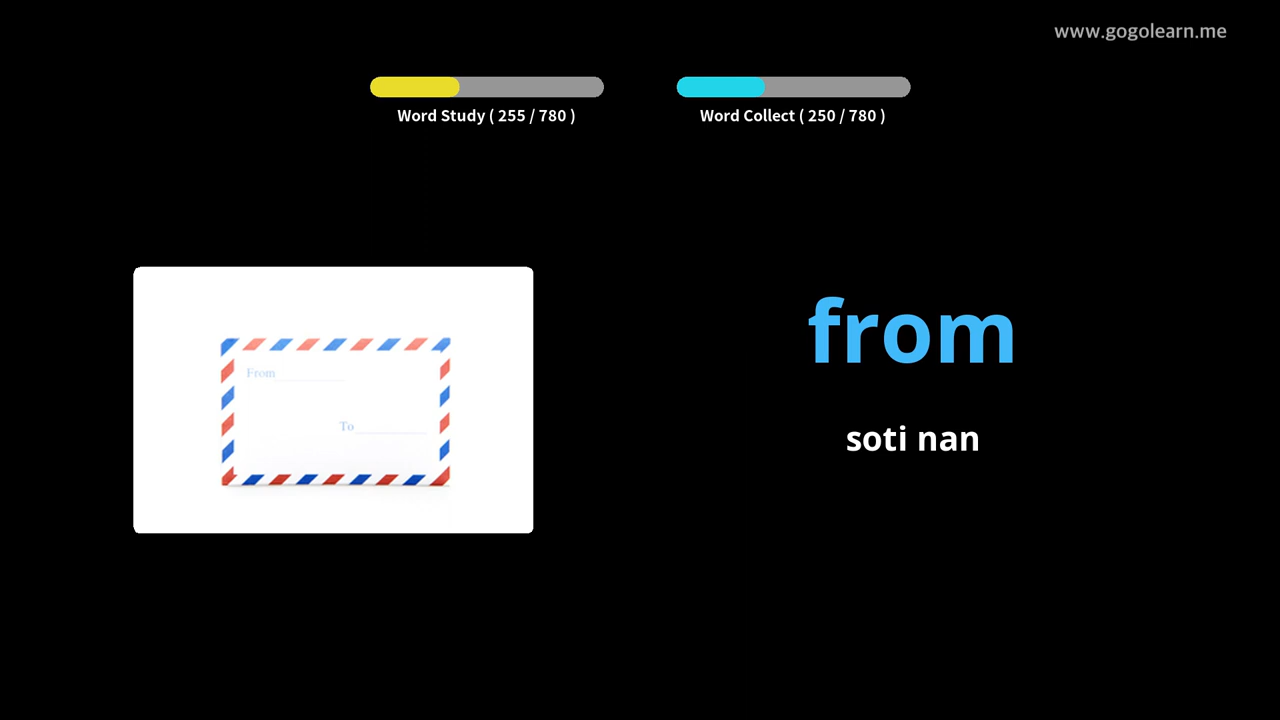 www.gogolearn.me
Word Study ( 255 / 780 )
Word Collect ( 250 / 780 )
From
To
from
soti nan